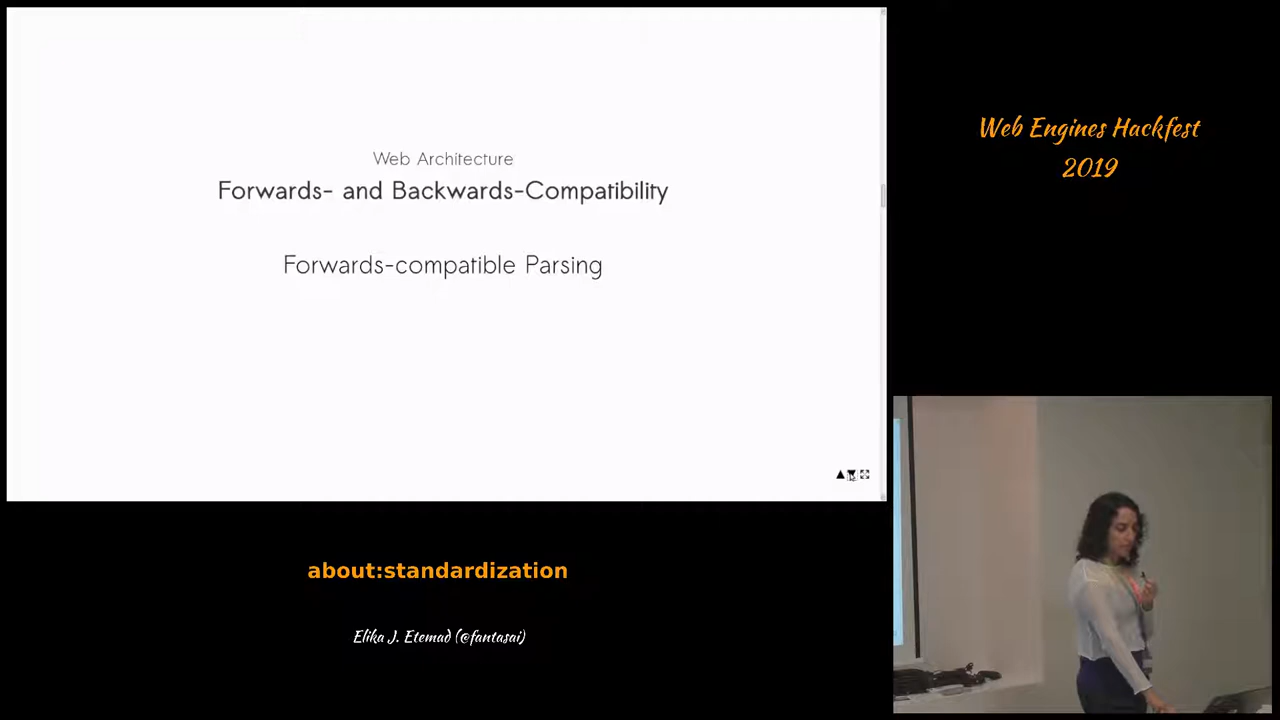 Web Architecture
Forwards- and Backwards-Compatibility
Forwards-compatible Parsing
Web Engines Hackfest
2019
about:standardization
Elika J. Etemad (@fantasai)